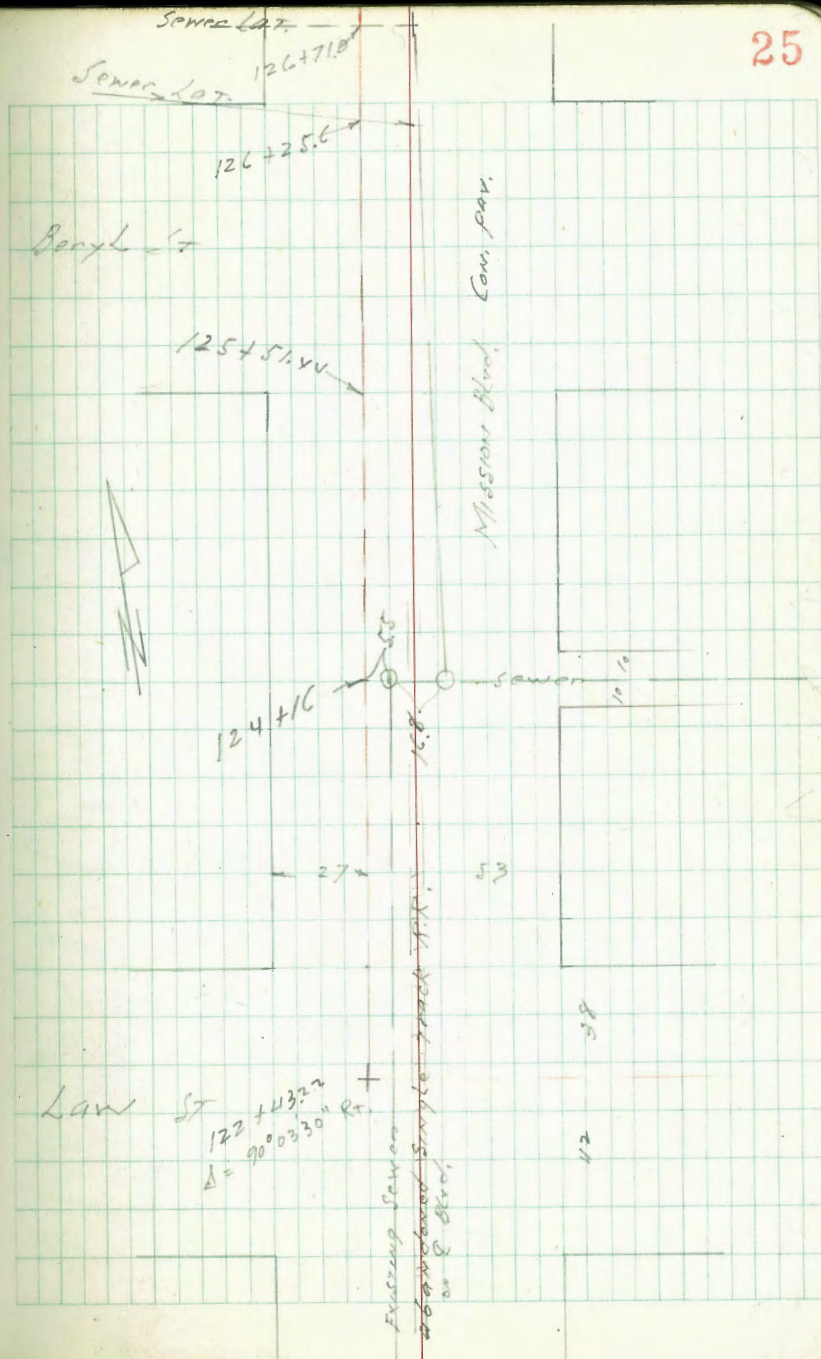 25
Sewer Lat.
126+71.5
Sewer Lat.
126+25.6
Beryl St
Mission Blvd. Con. pav.
125+51.44
5.5
124+16
Sewer
10 10
16.8
27
53
38
Law ST
122+43.22
Δ = 90°03'30" Rt.
42
Existing Sewer
abandoned single track R.R.
on ℄ Blvd.